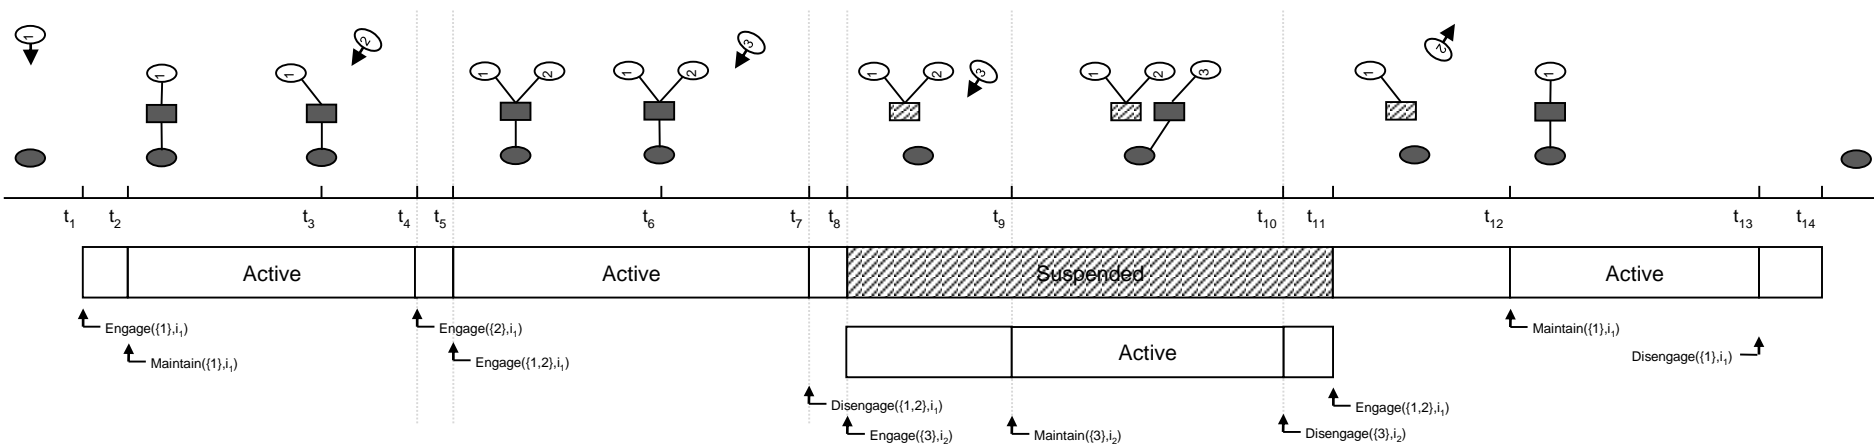 1
2
3
3
2
1
1
1
2
1
2
1
2
1
2
3
1
1
t1
t2
t3
t4
t5
t6
t7
t8
t9
t10
t11
t12
t13
t14
Active
Active
Suspended
Active
Engage({1},i1)
Engage({2},i1)
Maintain({1},i1)
Maintain({1},i1)
Engage({1,2},i1)
Active
Disengage({1},i1)
Disengage({1,2},i1)
Engage({1,2},i1)
Engage({3},i2)
Maintain({3},i2)
Disengage({3},i2)